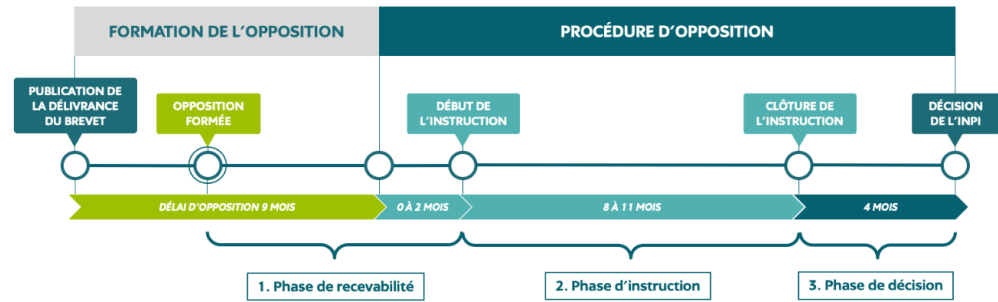 FORMATION DE L'OPPOSITION
PROCÉDURE D'OPPOSITION
PUBLICATION DE
LA DÉLIVRANCE
DU BREVET
OPPOSITION
FORMÉE
DÉBUT DE
L'INSTRUCTION
CLÔTURE DE
L'INSTRUCTION
DÉCISION
DE L'INPI
DÉLAI D'OPPOSITION 9 MOIS
0 À 2 MOIS
8 À 11 MOIS
4 MOIS
1. Phase de recevabilité
2. Phase d'instruction
3. Phase de décision